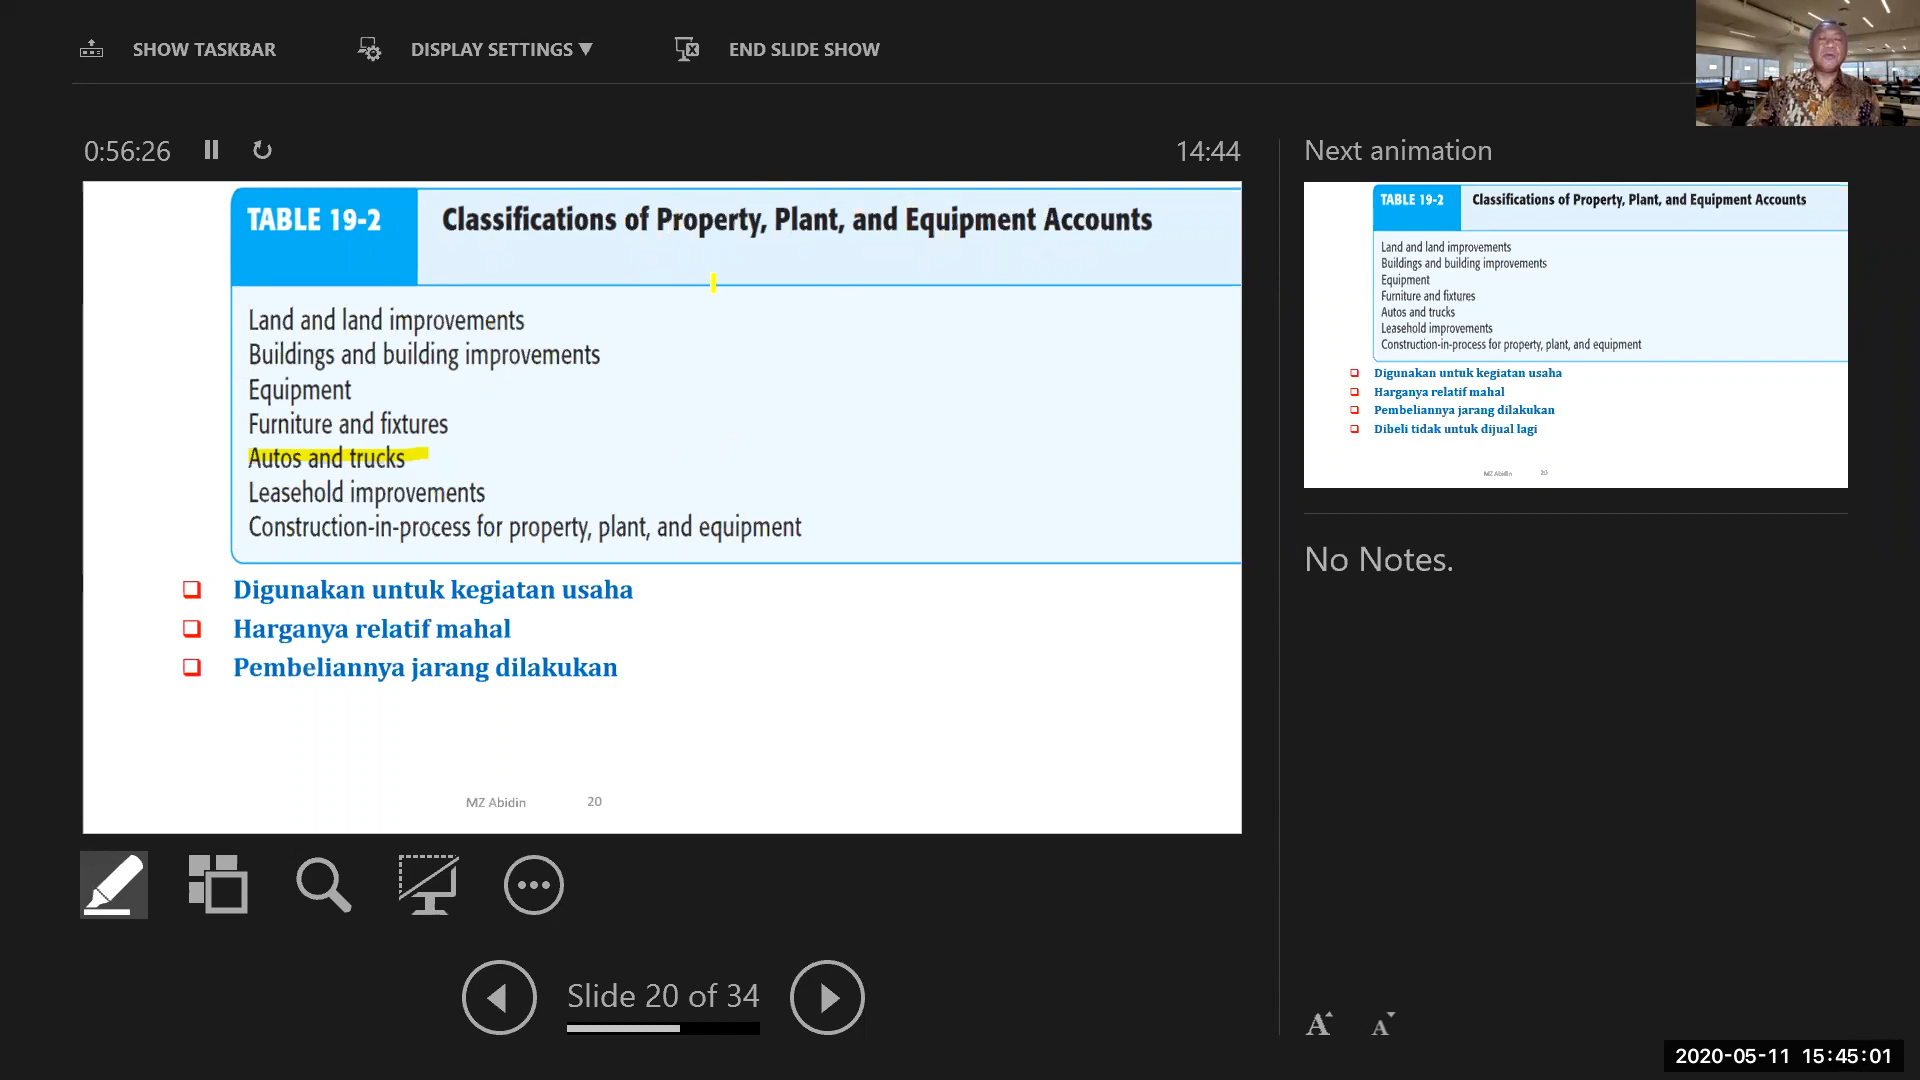 SHOW TASKBAR
DISPLAY SETTINGS ▼
END SLIDE SHOW
0:56:26
14:44
TABLE 19-2
Classifications of Property, Plant, and Equipment Accounts
Land and land improvements
Buildings and building improvements
Equipment
Furniture and fixtures
Autos and trucks
Leasehold improvements
Construction-in-process for property, plant, and equipment
Digunakan untuk kegiatan usaha
Harganya relatif mahal
Pembeliannya jarang dilakukan
MZ Abidin
20
Slide 20 of 34
Next animation
TABLE 19-2
Classifications of Property, Plant, and Equipment Accounts
Land and land improvements
Buildings and building improvements
Equipment
Furniture and fixtures
Autos and trucks
Leasehold improvements
Construction-in-process for property, plant, and equipment
Digunakan untuk kegiatan usaha
Harganya relatif mahal
Pembeliannya jarang dilakukan
Dibeli tidak untuk dijual lagi
MZ Abidin
20
No Notes.
A A
2020-05-11 15:45:01